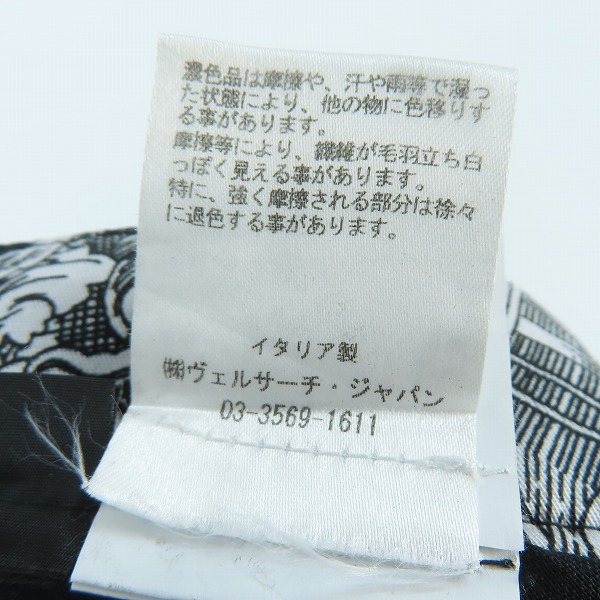 濃色品は摩擦や、汗や雨等で湿っ
た状態により、他の物に色移りす
る事があります。
摩擦等により、繊維が毛羽立ち白
っぽく見える事があります。
特に、強く摩擦される部分は徐々
に退色する事があります。
イタリア製
㈱ヴェルサーチ・ジャパン
03-3569-1611